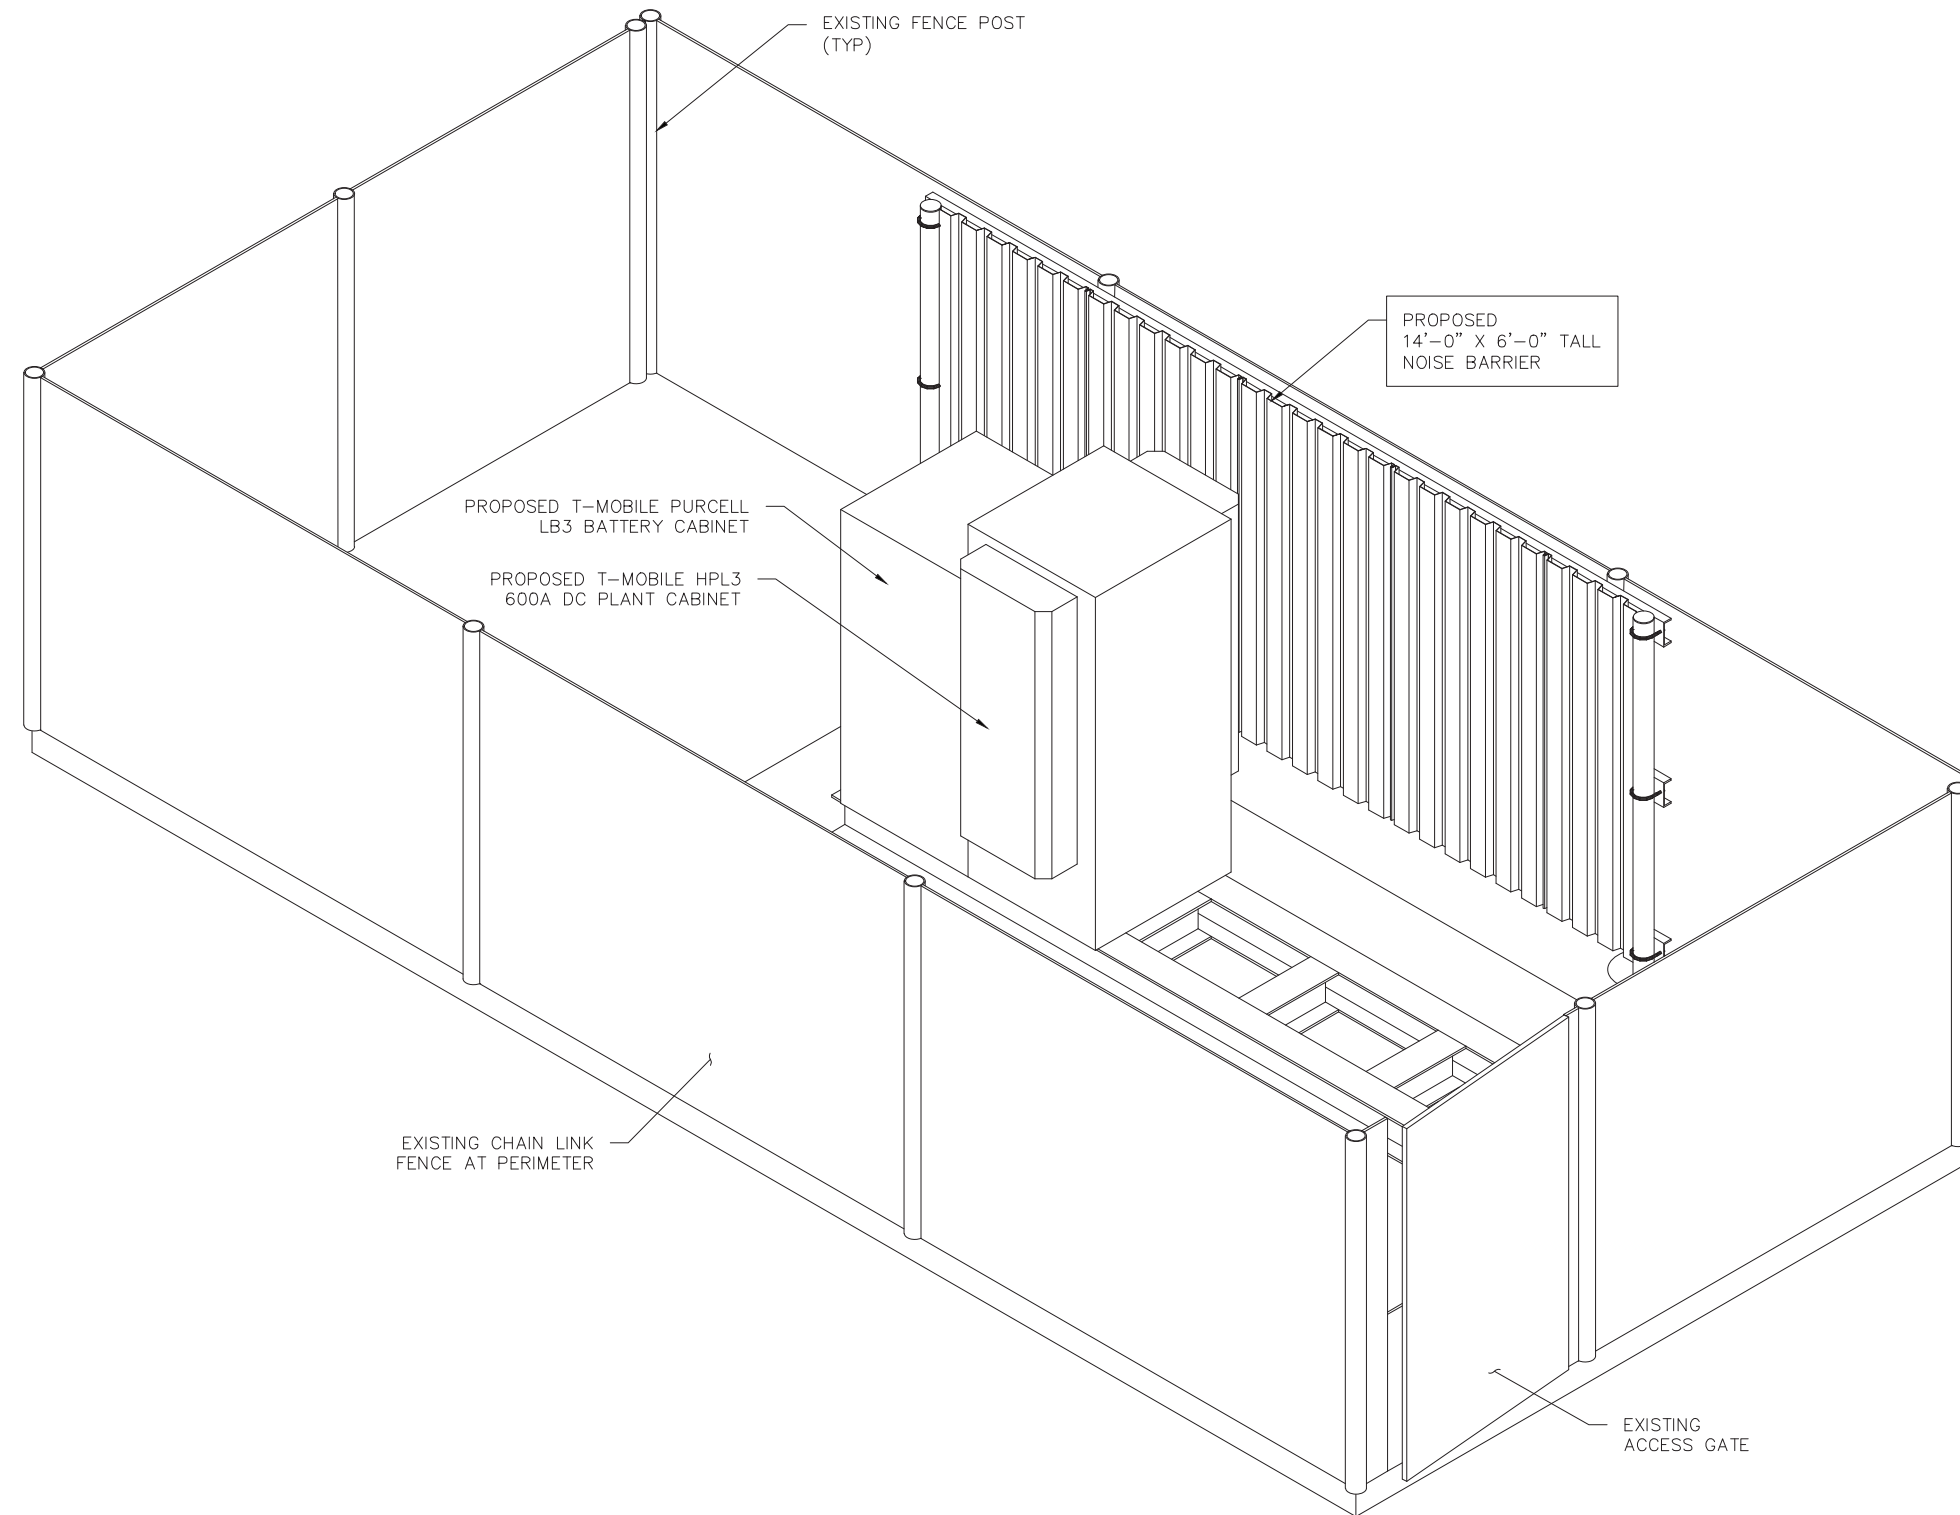 EXISTING FENCE POST
(TYP)
PROPOSED
14'-0" X 6'-0" TALL
NOISE BARRIER
PROPOSED T-MOBILE PURCELL
LB3 BATTERY CABINET
PROPOSED T-MOBILE HPL3
600A DC PLANT CABINET
EXISTING CHAIN LINK
FENCE AT PERIMETER
EXISTING
ACCESS GATE